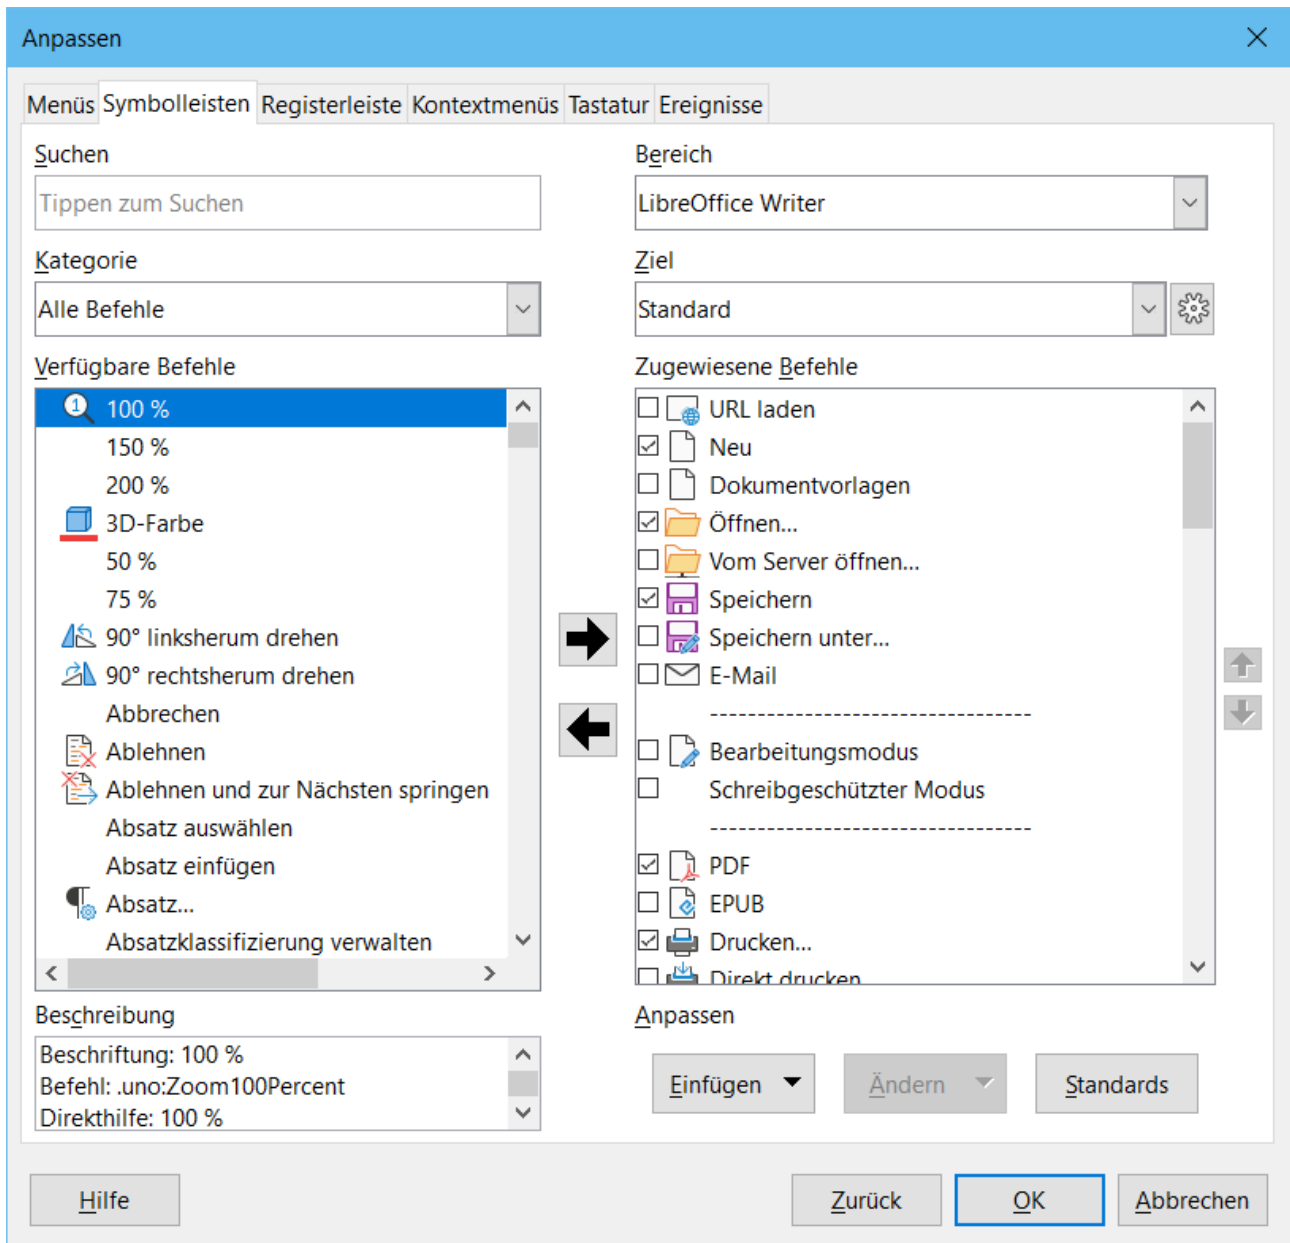 Anpassen
Menüs Symbolleisten Registerleiste Kontextmenüs Tastatur Ereignisse
Suchen
Tippen zum Suchen
Kategorie
Alle Befehle
Verfügbare Befehle
100 %
150 %
200 %
3D-Farbe
50 %
75 %
90° linksherum drehen
90° rechtsherum drehen
Abbrechen
Ablehnen
Ablehnen und zur Nächsten springen
Absatz auswählen
Absatz einfügen
Absatz...
Absatzklassifizierung verwalten
Beschreibung
Beschriftung: 100 %
Befehl: .uno:Zoom100Percent
Direkthilfe: 100 %
Bereich
LibreOffice Writer
Ziel
Standard
Zugewiesene Befehle
URL laden
Neu
Dokumentvorlagen
Öffnen...
Vom Server öffnen...
Speichern
Speichern unter...
E-Mail
----------------------------------
Bearbeitungsmodus
Schreibgeschützter Modus
----------------------------------
PDF
EPUB
Drucken...
Direkt drucken
Anpassen
Einfügen Ändern Standards
Hilfe Zurück OK Abbrechen